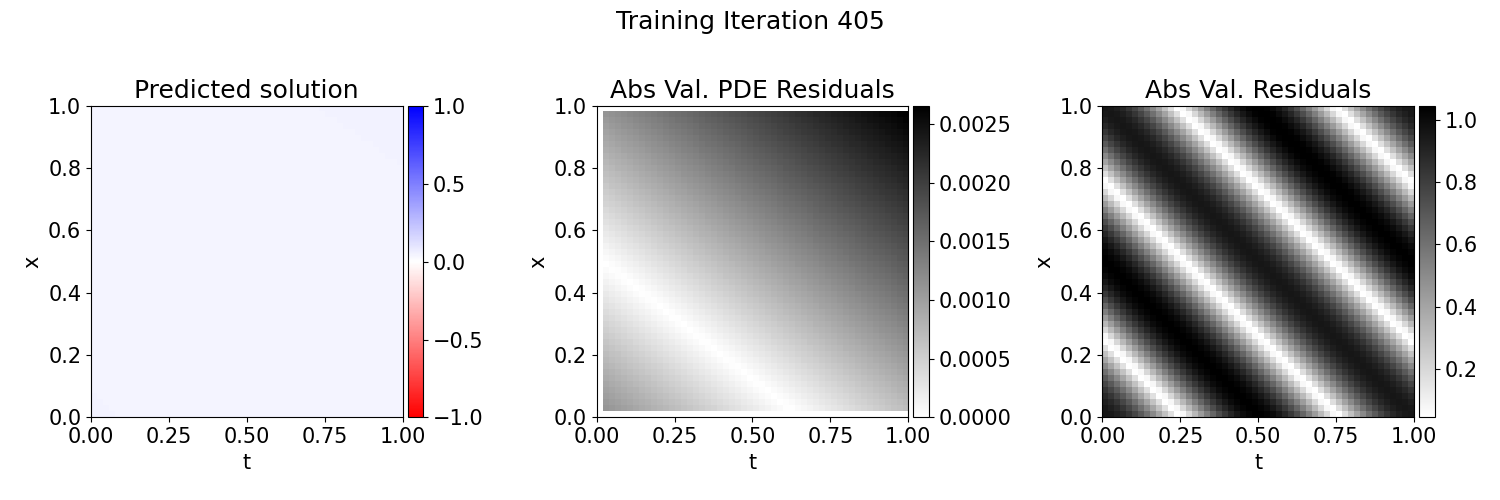 Training Iteration 405
Predicted solution
Abs Val. PDE Residuals
Abs Val. Residuals
x
1.0
0.8
0.6
0.4
0.2
0.0
0.00 0.25 0.50 0.75 1.00
t
1.0
0.5
0.0
−0.5
−1.0
x
1.0
0.8
0.6
0.4
0.2
0.0
0.00 0.25 0.50 0.75 1.00
t
0.0025
0.0020
0.0015
0.0010
0.0005
0.0000
x
1.0
0.8
0.6
0.4
0.2
0.0
0.00 0.25 0.50 0.75 1.00
t
1.0
0.8
0.6
0.4
0.2